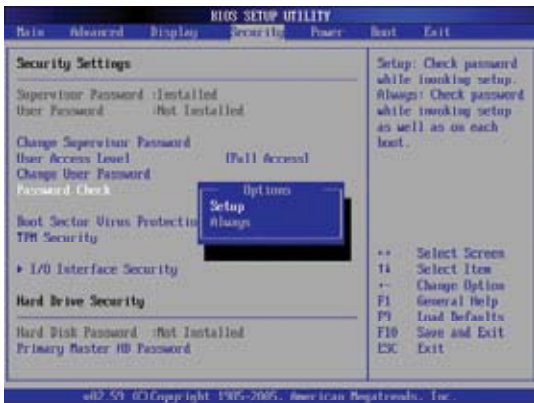 BIOS SETUP UTILITY
Main Advanced Display Security Power Boot Exit
Security Settings
Supervisor Password :Installed
User Password :Not Installed
Change Supervisor Password
User Access Level [Full Access]
Change User Password
Password Check
Boot Sector Virus Protectio
TPM Security
I/O Interface Security
Hard Drive Security
Hard Disk Password :Not Installed
Primary Master HD Password
Options
Setup
Always
Setup: Check password
while invoking setup.
Always: Check password
while invoking setup
as well as on each
boot.
Select Screen
Select Item
+- Change Option
F1 General Help
F9 Load Defaults
F10 Save and Exit
ESC Exit
v02.59 (C)Copyright 1985-2005, American Megatrends, Inc.